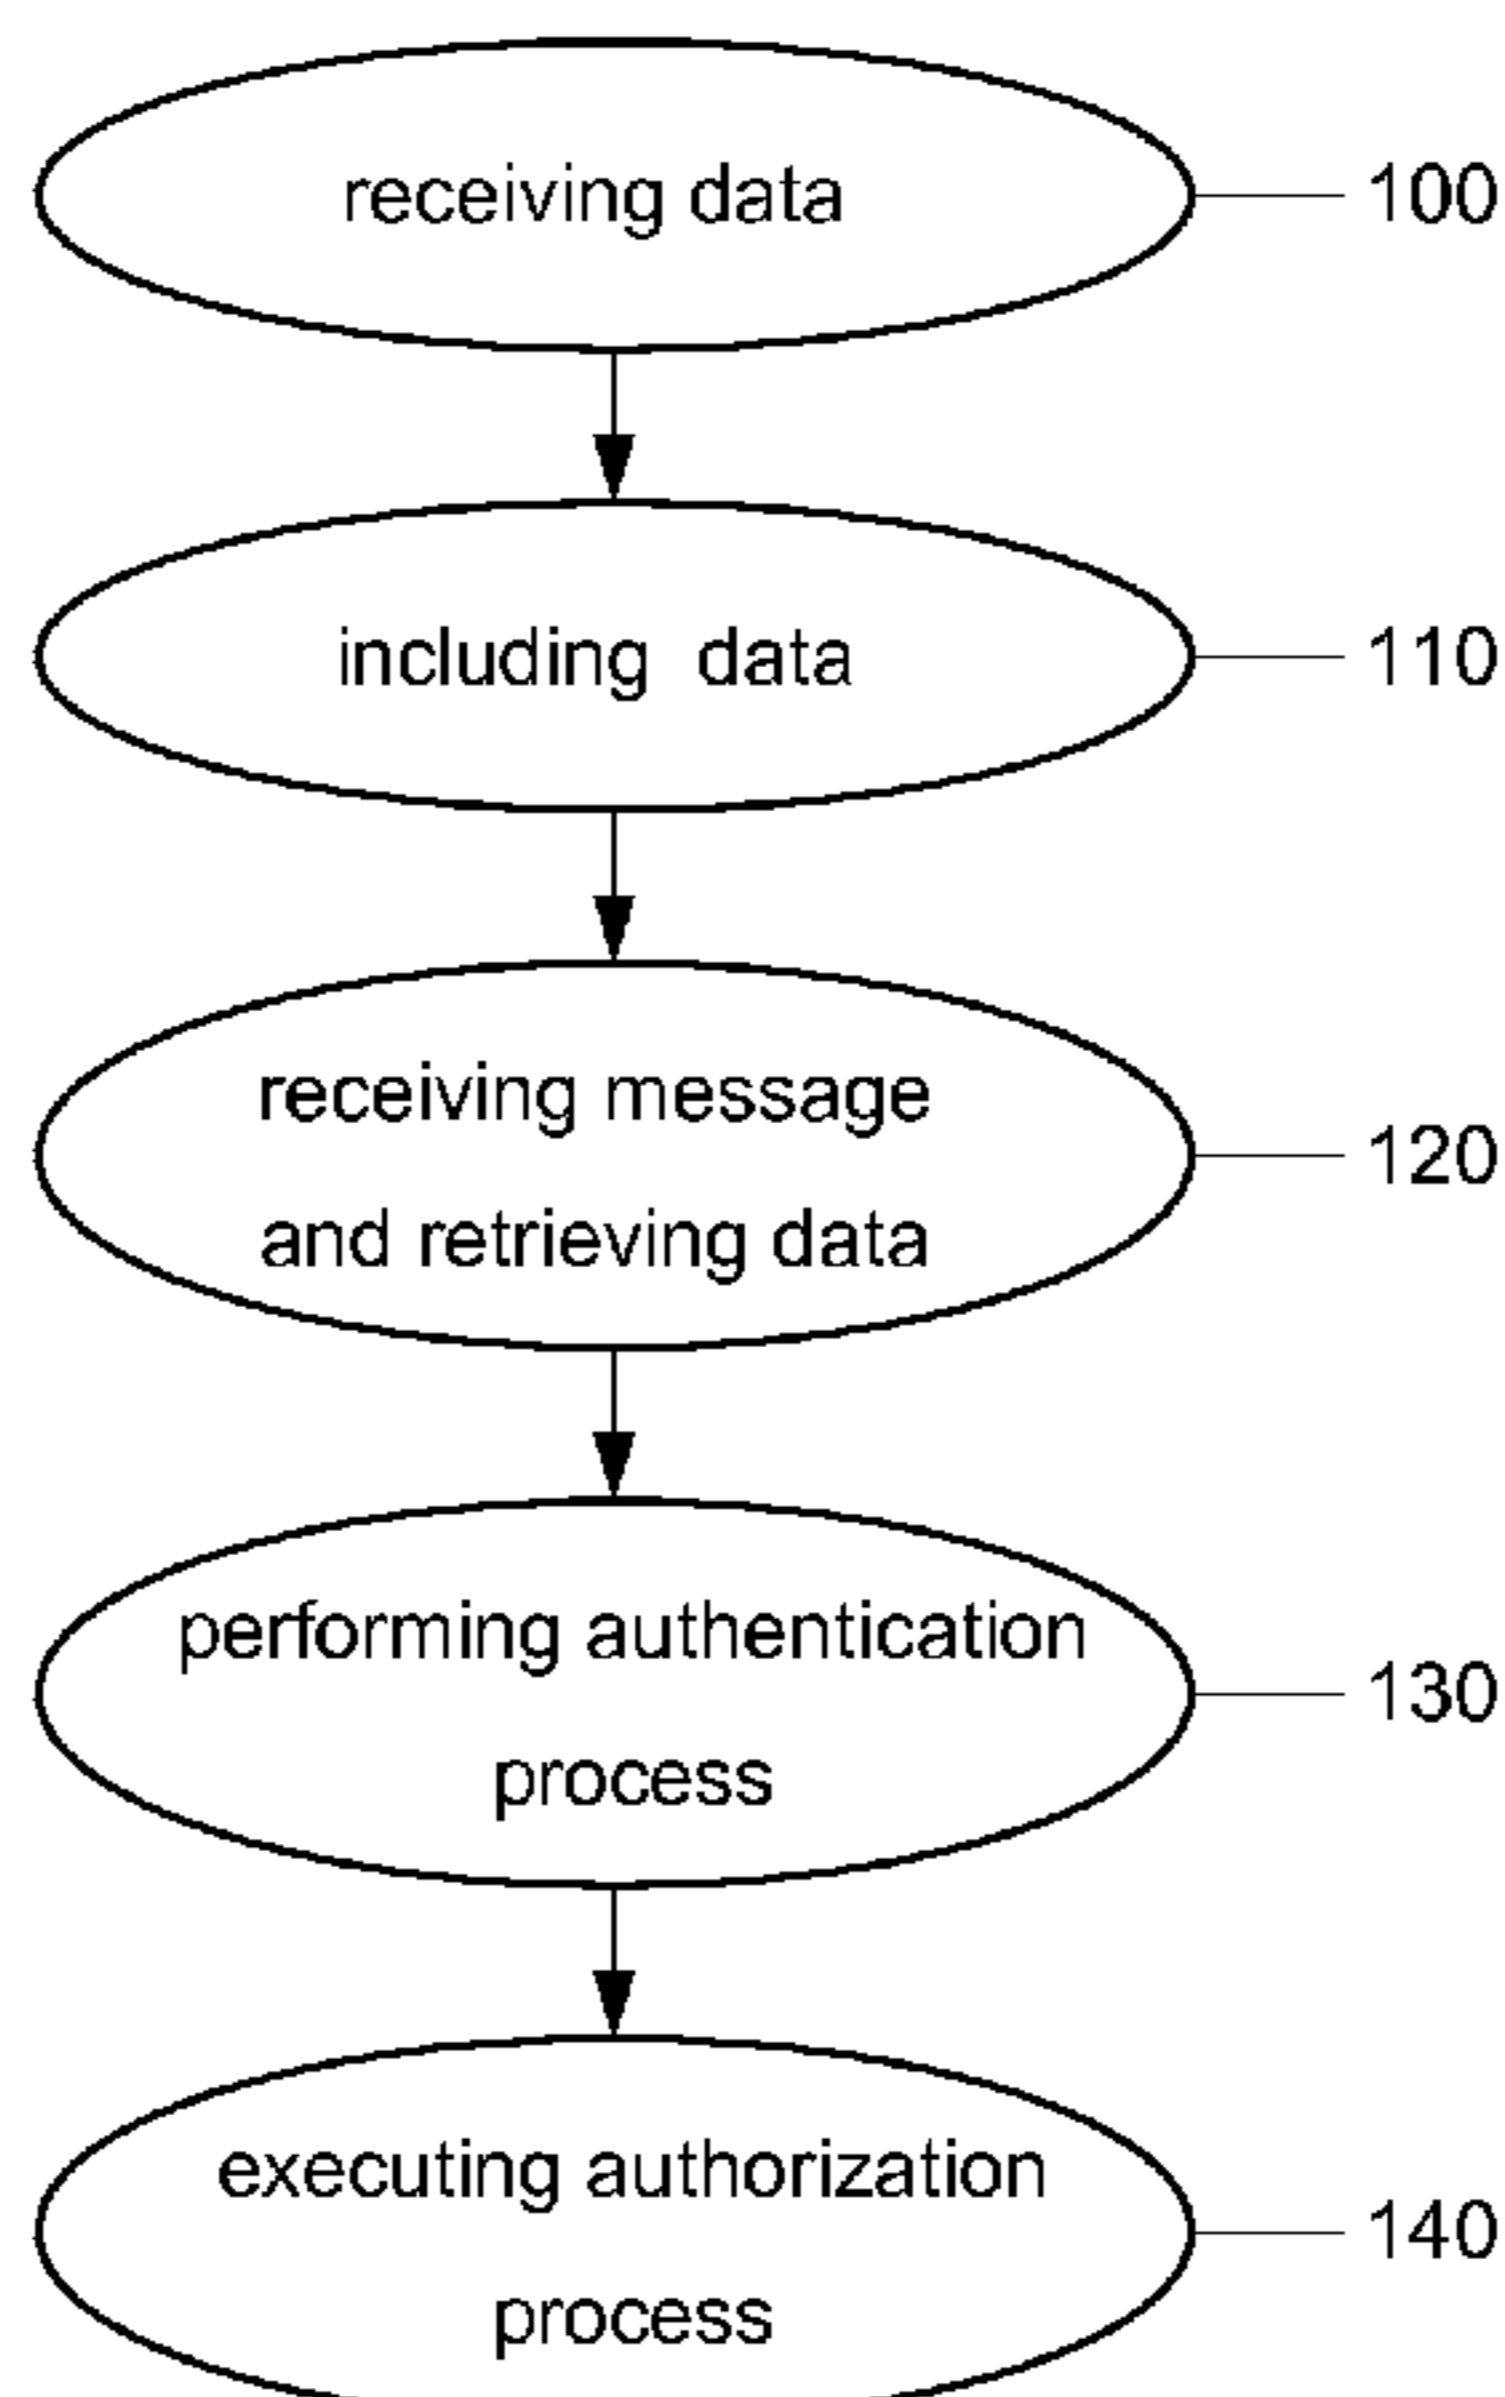 receiving data 100
including data 110
receiving message
and retrieving data
120
performing authentication
process
130
executing authorization
process
140